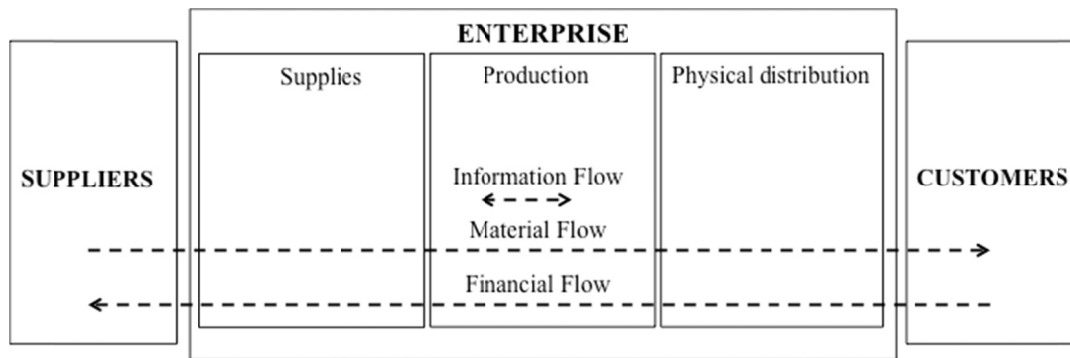 ENTERPRISE
Supplies
Production
Physical distribution
SUPPLIERS
Information Flow
CUSTOMERS
Material Flow
Financial Flow